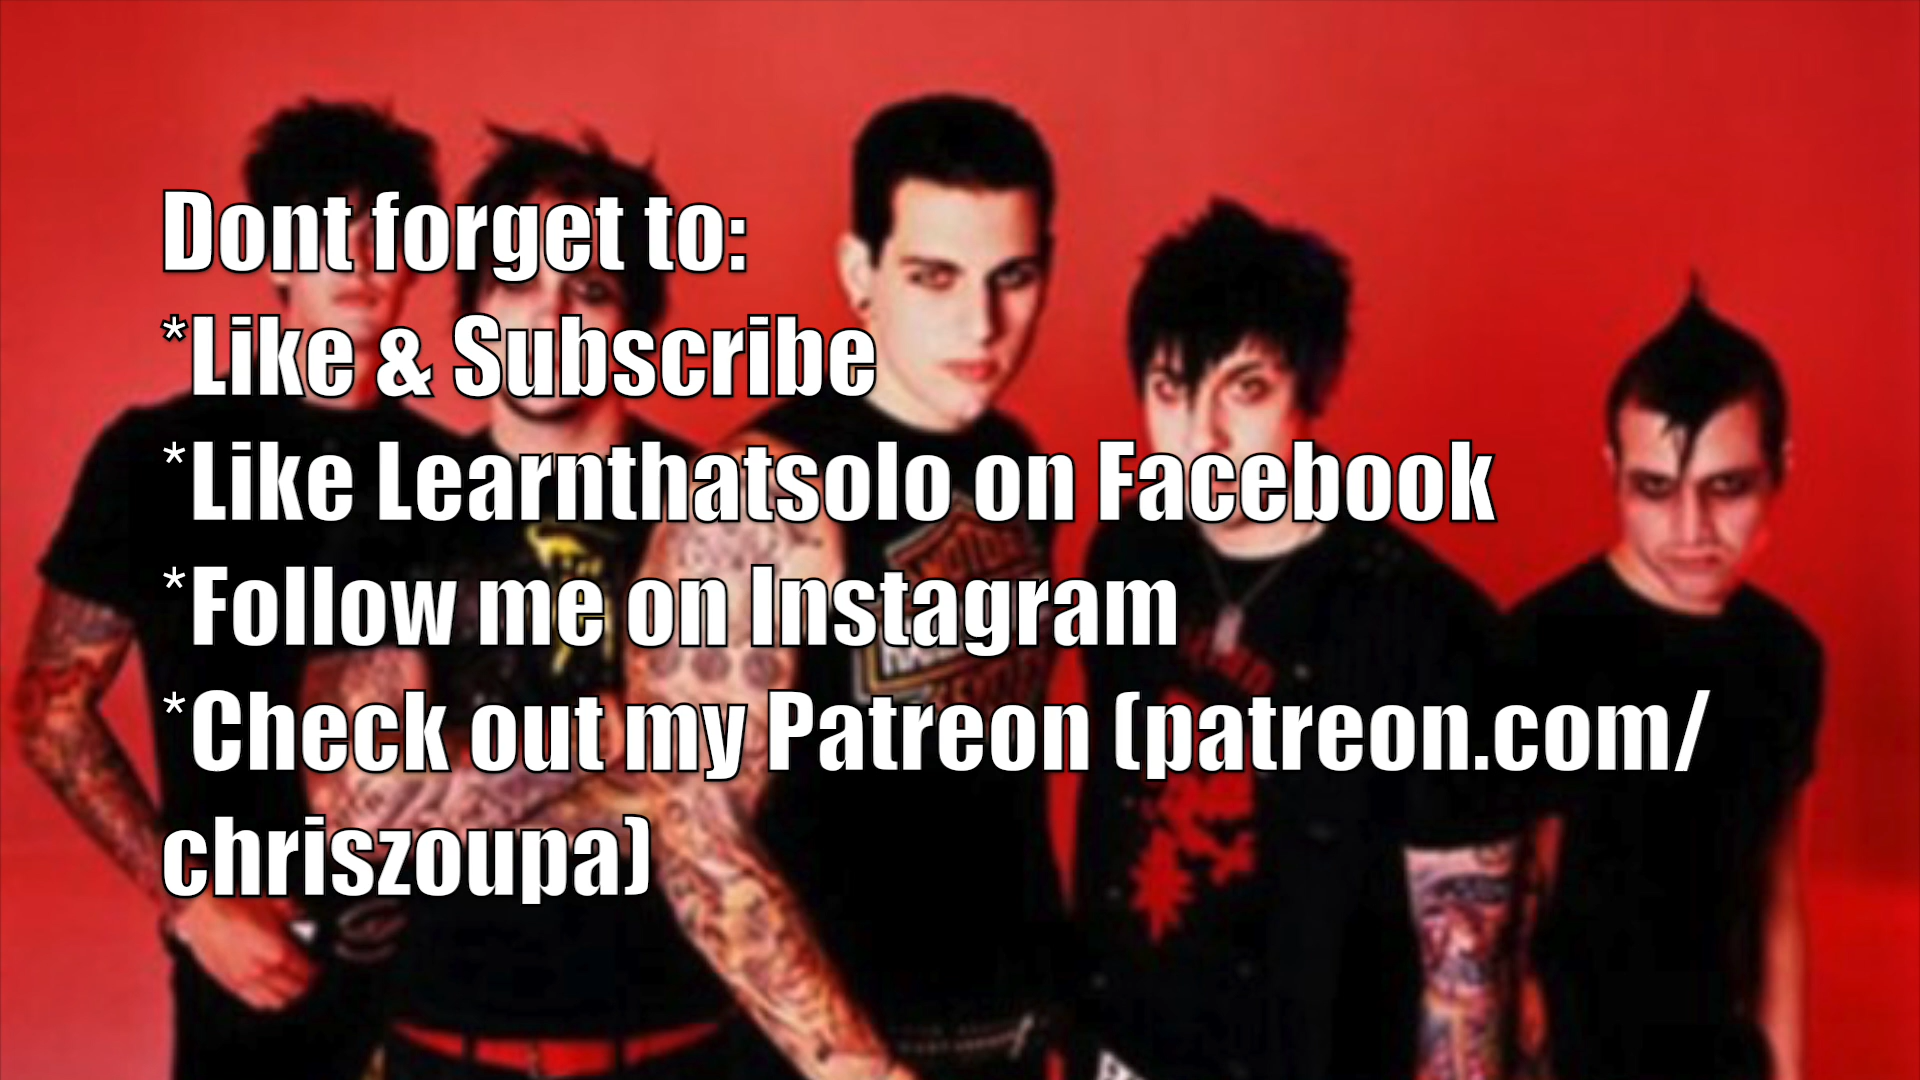 Dont forget to:
*Like & Subscribe
*Like Learnthatsolo on Facebook
*Follow me on Instagram
*Check out my Patreon (patreon.com/
chriszoupa)
MOTOR